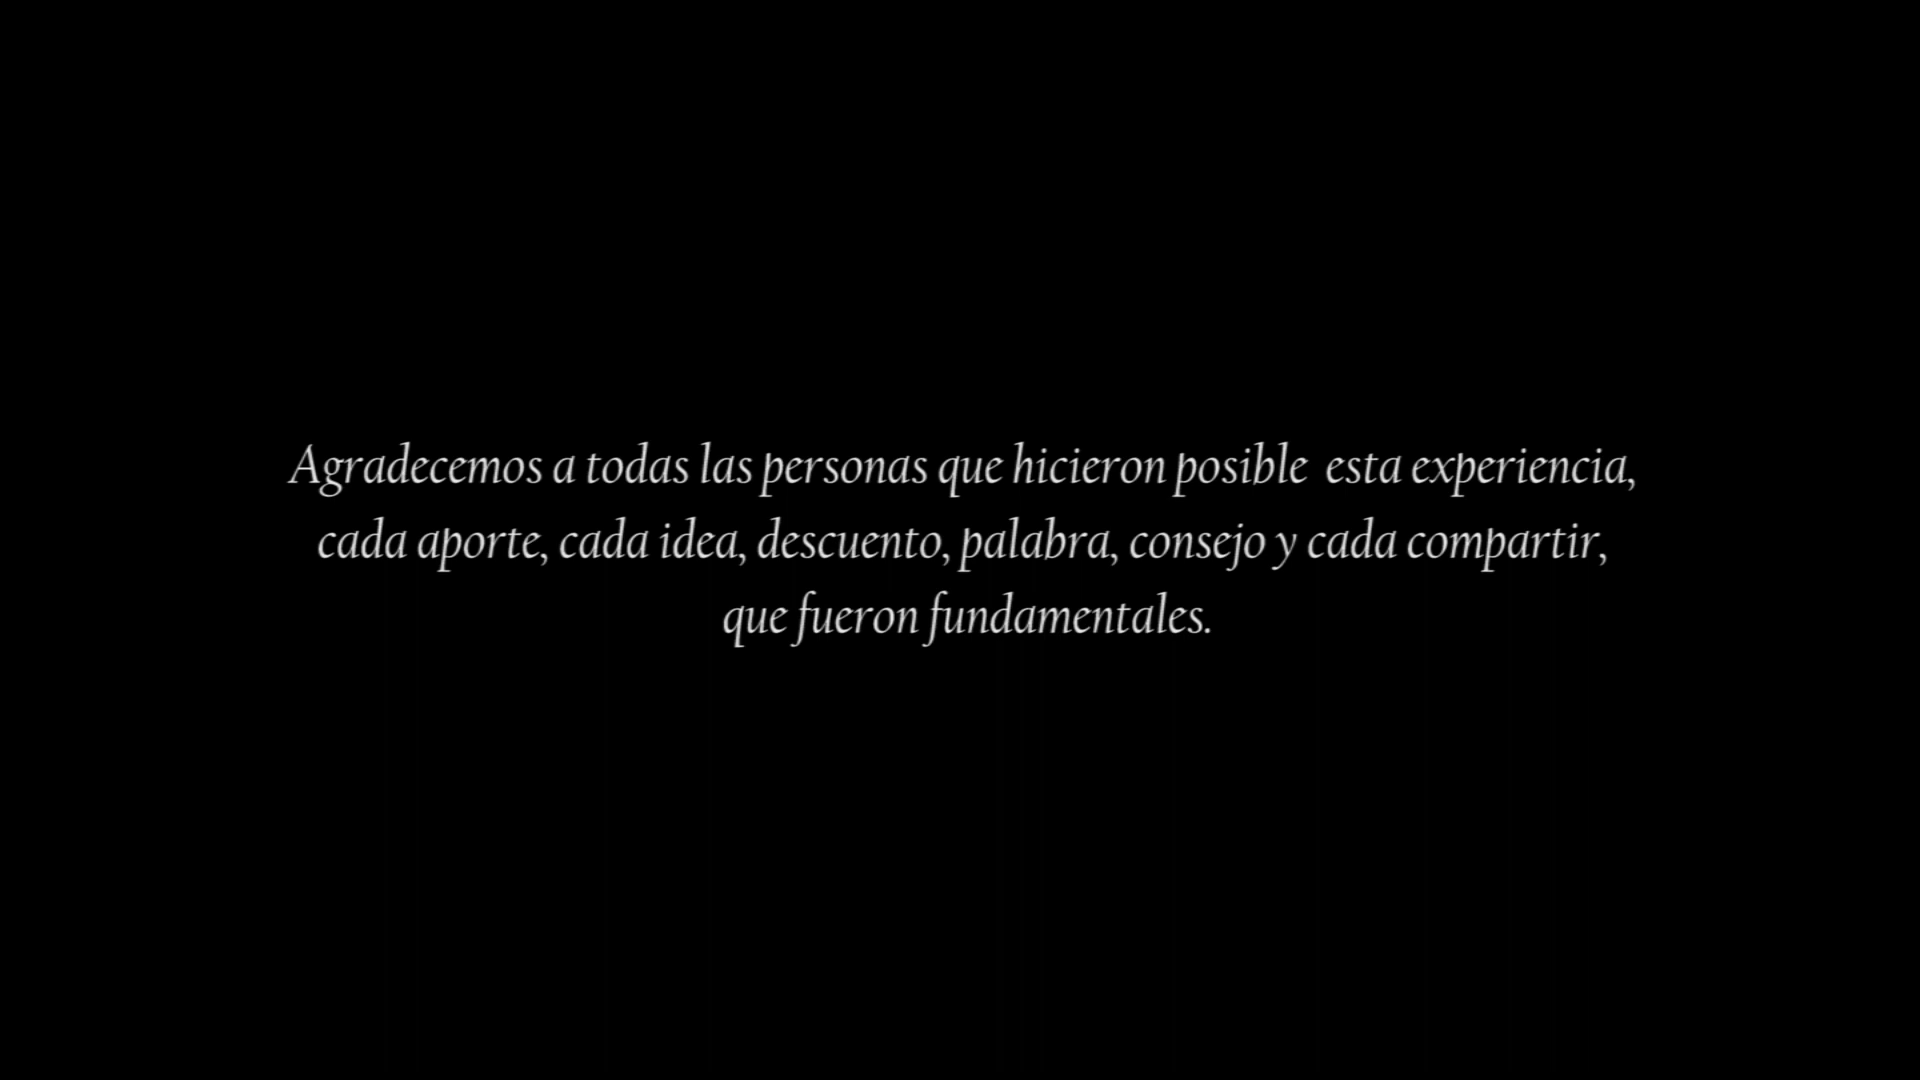 Agradecemos a todas las personas que hicieron posible  esta experiencia,
cada aporte, cada idea, descuento, palabra, consejo y cada compartir,
que fueron fundamentales.